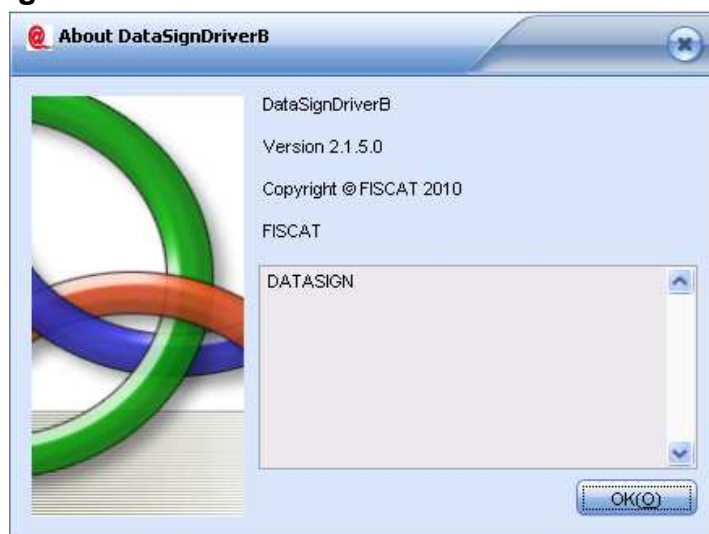 About DataSignDriverB
DataSignDriverB
Version 2.1.5.0
Copyright © FISCAT 2010
FISCAT
DATASIGN
OK(O)